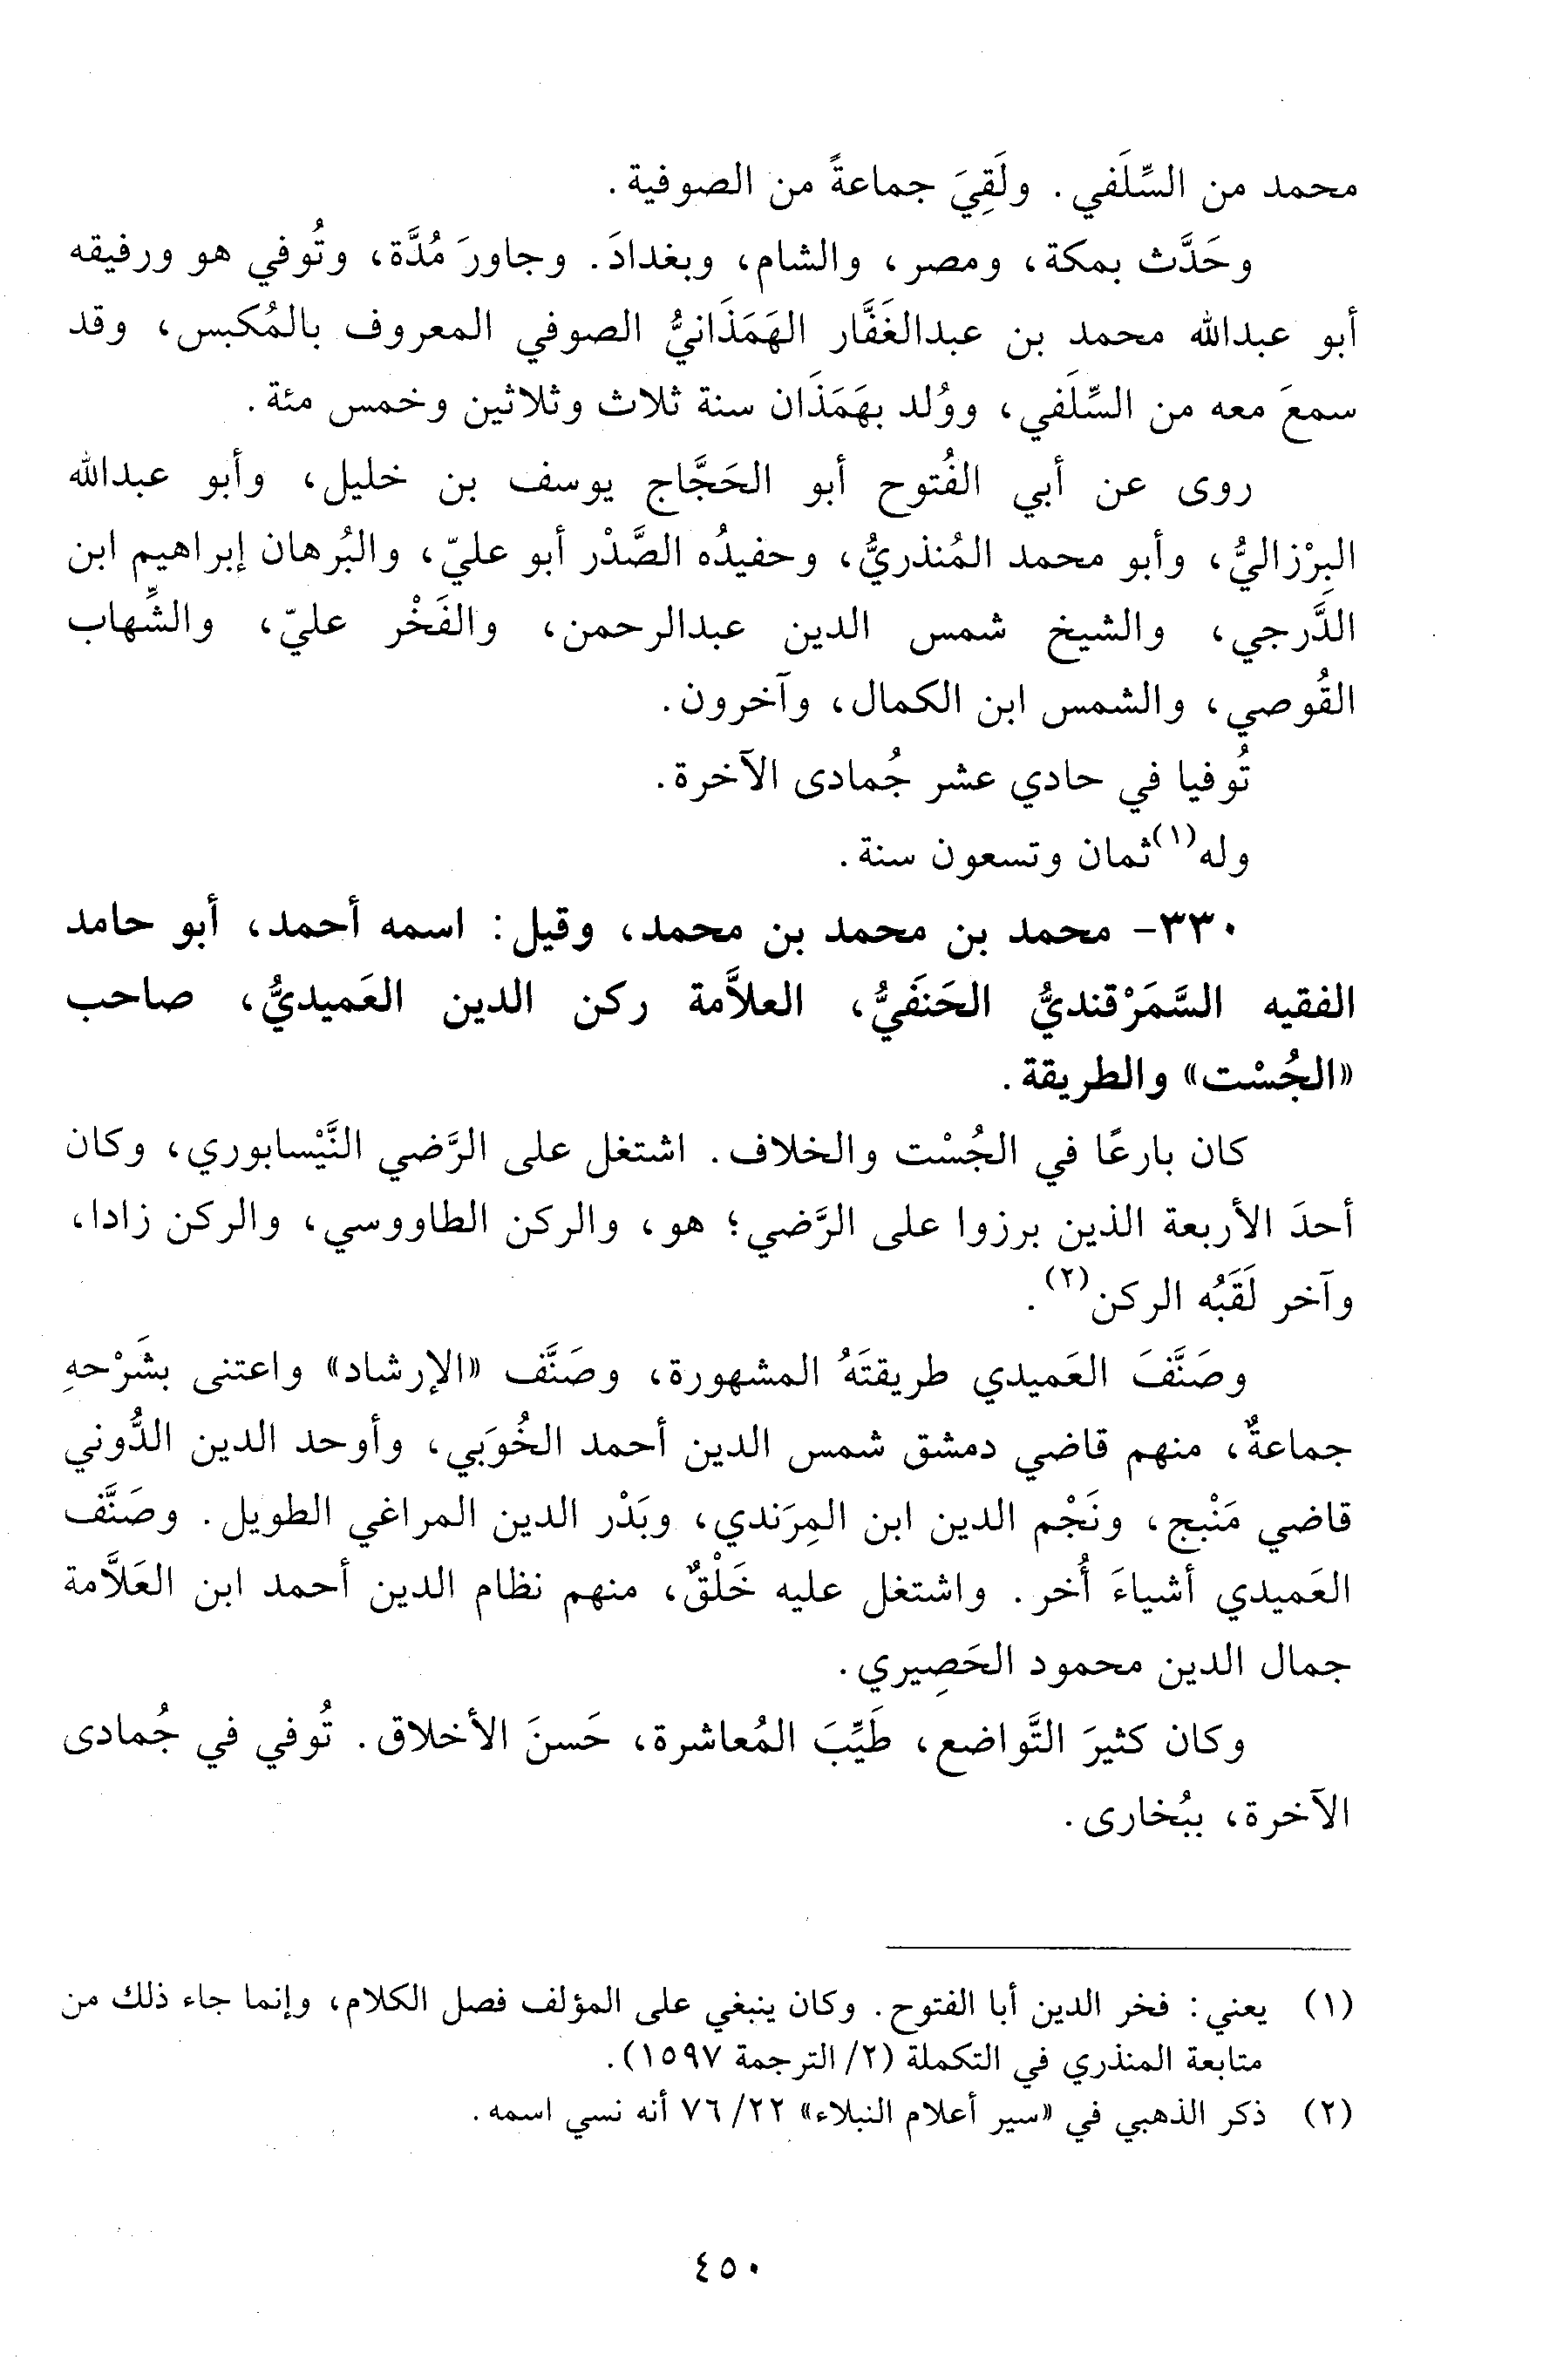 محمد من السِّلَفي. ولَقِيَ جماعةً من الصوفية.
وحَدَّث بمكة، ومصر، والشام، وبغدادَ. وجاورَ مُدَّة، وتُوفي هو ورفيقه
أبو عبدالله محمد بن عبدالغَفَّار الهَمَذَانيُّ الصوفي المعروف بالمُكبس، وقد
سمعَ معه من السِّلَفي، ووُلد بهَمَذَان سنة ثلاث وثلاثين وخمس مئة.
روى عن أبي الفُتوح أبو الحَجَّاج يوسف بن خليل، وأبو عبدالله
البِرْزاليُّ، وأبو محمد المُنذريُّ، وحفيدُه الصَّدْر أبو عليّ، والبُرهان إبراهيم ابن
الدَّرجي، والشيخ شمس الدين عبدالرحمن، والفَخْر عليّ، والشِّهاب
القُوصي، والشمس ابن الكمال، وآخرون.
تُوفيا في حادي عشر جُمادى الآخرة.
وله(١) ثمان وتسعون سنة.
٣٣٠- محمد بن محمد بن محمد، وقيل: اسمه أحمد، أبو حامد
الفقيه السَّمَرْقنديُّ الحَنَفيُّ، العلاَّمة ركن الدين العَميديُّ، صاحب
«الجُسْت» والطريقة.
كان بارعًا في الجُسْت والخلاف. اشتغل على الرَّضي النَّيْسابوري، وكان
أحدَ الأربعة الذين برزوا على الرَّضي؛ هو، والركن الطاووسي، والركن زادا،
وآخر لَقَبُه الركن(٢).
وصَنَّفَ العَميدي طريقتَهُ المشهورة، وصَنَّف «الإرشاد» واعتنى بشَرْحهِ
جماعةٌ، منهم قاضي دمشق شمس الدين أحمد الخُوَبي، وأوحد الدين الدُّوني
قاضي مَنْبج، ونَجْم الدين ابن المِرَندي، وبَدْر الدين المراغي الطويل. وصَنَّف
العَميدي أشياءَ أُخر. واشتغل عليه خَلْقٌ، منهم نظام الدين أحمد ابن العَلاَّمة
جمال الدين محمود الحَصِيري.
وكان كثيرَ التَّواضع، طَيِّبَ المُعاشرة، حَسنَ الأخلاق. تُوفي في جُمادى
الآخرة، ببُخارى.
(١) يعني: فخر الدين أبا الفتوح. وكان ينبغي على المؤلف فصل الكلام، وإنما جاء ذلك من
متابعة المنذري في التكملة (٢/ الترجمة ١٥٩٧).
(٢) ذكر الذهبي في «سير أعلام النبلاء» ٢٢/ ٧٦ أنه نسي اسمه.
٤٥٠